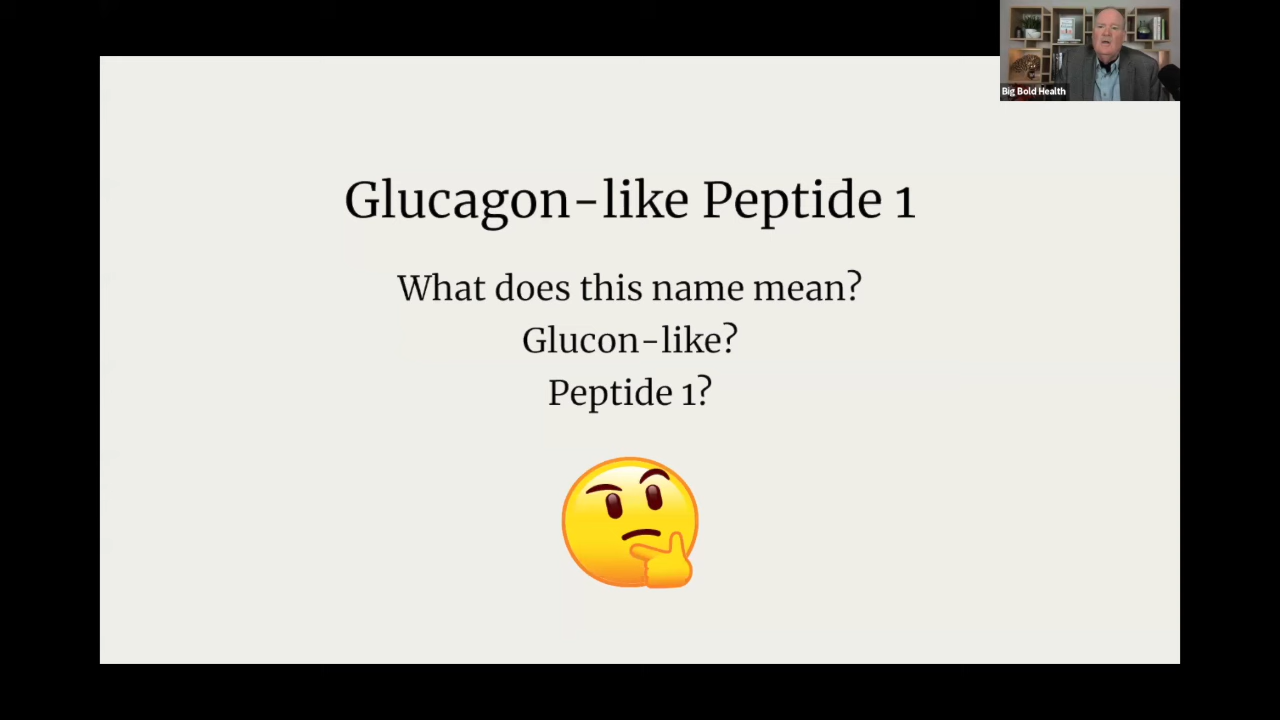 Big Bold Health
Glucagon-like Peptide 1
What does this name mean?
Glucon-like?
Peptide 1?